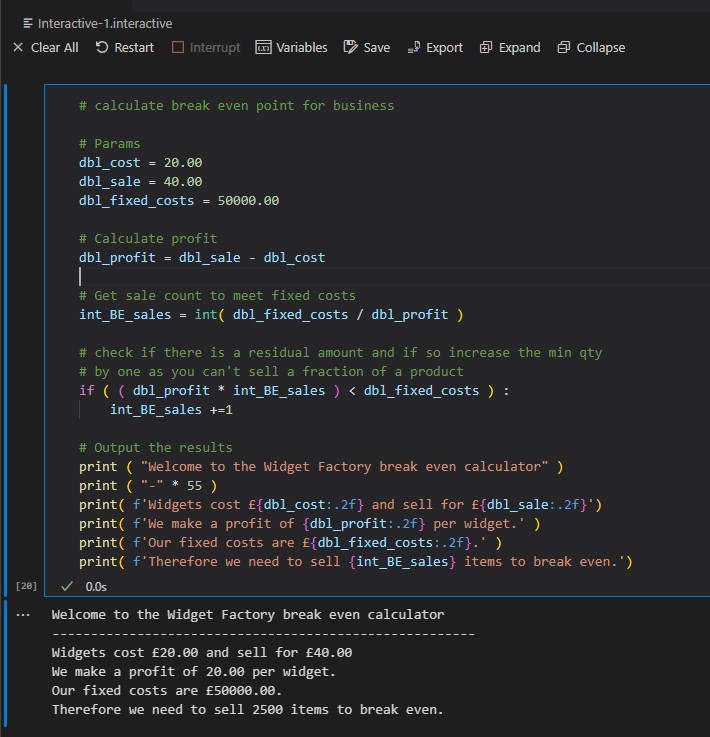 Interactive-1.interactive
Clear All Restart Interrupt Variables Save Export Expand Collapse
# calculate break even point for business
# Params
dbl_cost = 20.00
dbl_sale = 40.00
dbl_fixed_costs = 50000.00
# Calculate profit
dbl_profit = dbl_sale - dbl_cost
# Get sale count to meet fixed costs
int_BE_sales = int( dbl_fixed_costs / dbl_profit )
# check if there is a residual amount and if so increase the min qty
# by one as you can't sell a fraction of a product
if ( ( dbl_profit * int_BE_sales ) < dbl_fixed_costs ) :
    int_BE_sales +=1
# Output the results
print ( "Welcome to the Widget Factory break even calculator" )
print ( "-" * 55 )
print( f'Widgets cost £{dbl_cost:.2f} and sell for £{dbl_sale:.2f}')
print( f'We make a profit of {dbl_profit:.2f} per widget.' )
print( f'Our fixed costs are £{dbl_fixed_costs:.2f}.' )
print( f'Therefore we need to sell {int_BE_sales} items to break even.')
[20] 0.0s
... Welcome to the Widget Factory break even calculator
-------------------------------------------------------
Widgets cost £20.00 and sell for £40.00
We make a profit of 20.00 per widget.
Our fixed costs are £50000.00.
Therefore we need to sell 2500 items to break even.